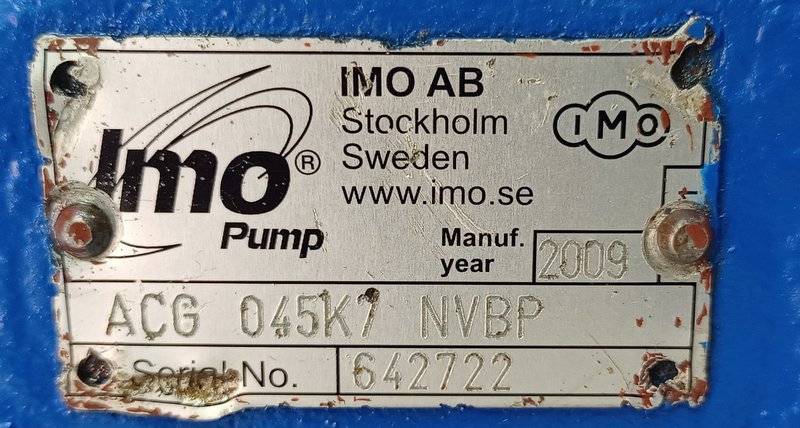 Imo®
Pump
IMO AB
Stockholm
Sweden
www.imo.se
IMO
Manuf. year 2009
ACG 045K7 NVBP
Serial No. 642722